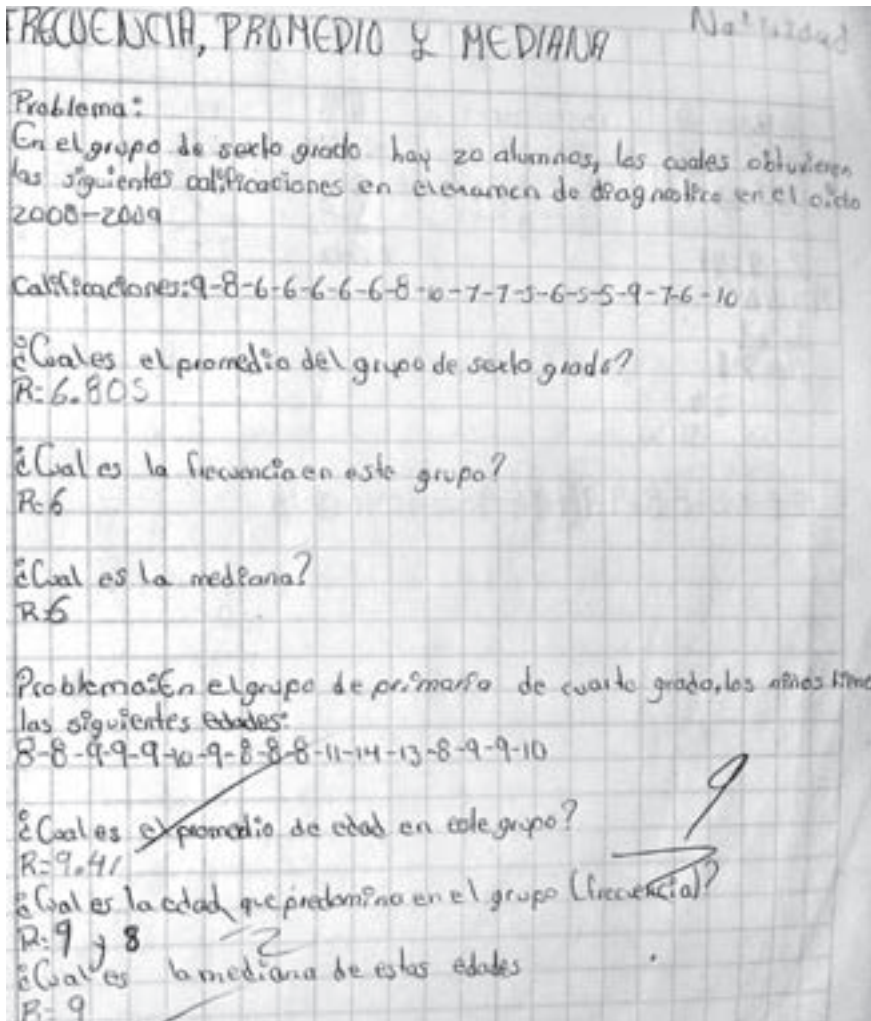 FRECUENCIA, PROMEDIO Y MEDIANA
Problema:
En el grupo de sexto grado hay 20 alumnos, los cuales obtuvieron
las siguientes calificaciones en el examen de diagnostico en el ciclo
2008-2009
Calificaciones: 9-8-6-6-6-6-6-8-10-7-7-5-6-5-5-9-7-6-10
¿Cual es el promedio del grupo de sexto grado?
R= 6.805
¿Cual es la frecuencia en este grupo?
R= 6
¿Cual es la mediana?
R= 6
Problema: En el grupo de primaria de cuarto grado, los niños tiene
las siguientes edades:
8-8-9-9-9-10-9-8-8-8-11-14-13-8-9-9-10
¿Cual es el promedio de edad en este grupo?
R= 9.41
¿Cual es la edad que predomina en el grupo (frecuencia)?
R= 9 y 8
¿Cual es la mediana de estas edades
R= 9